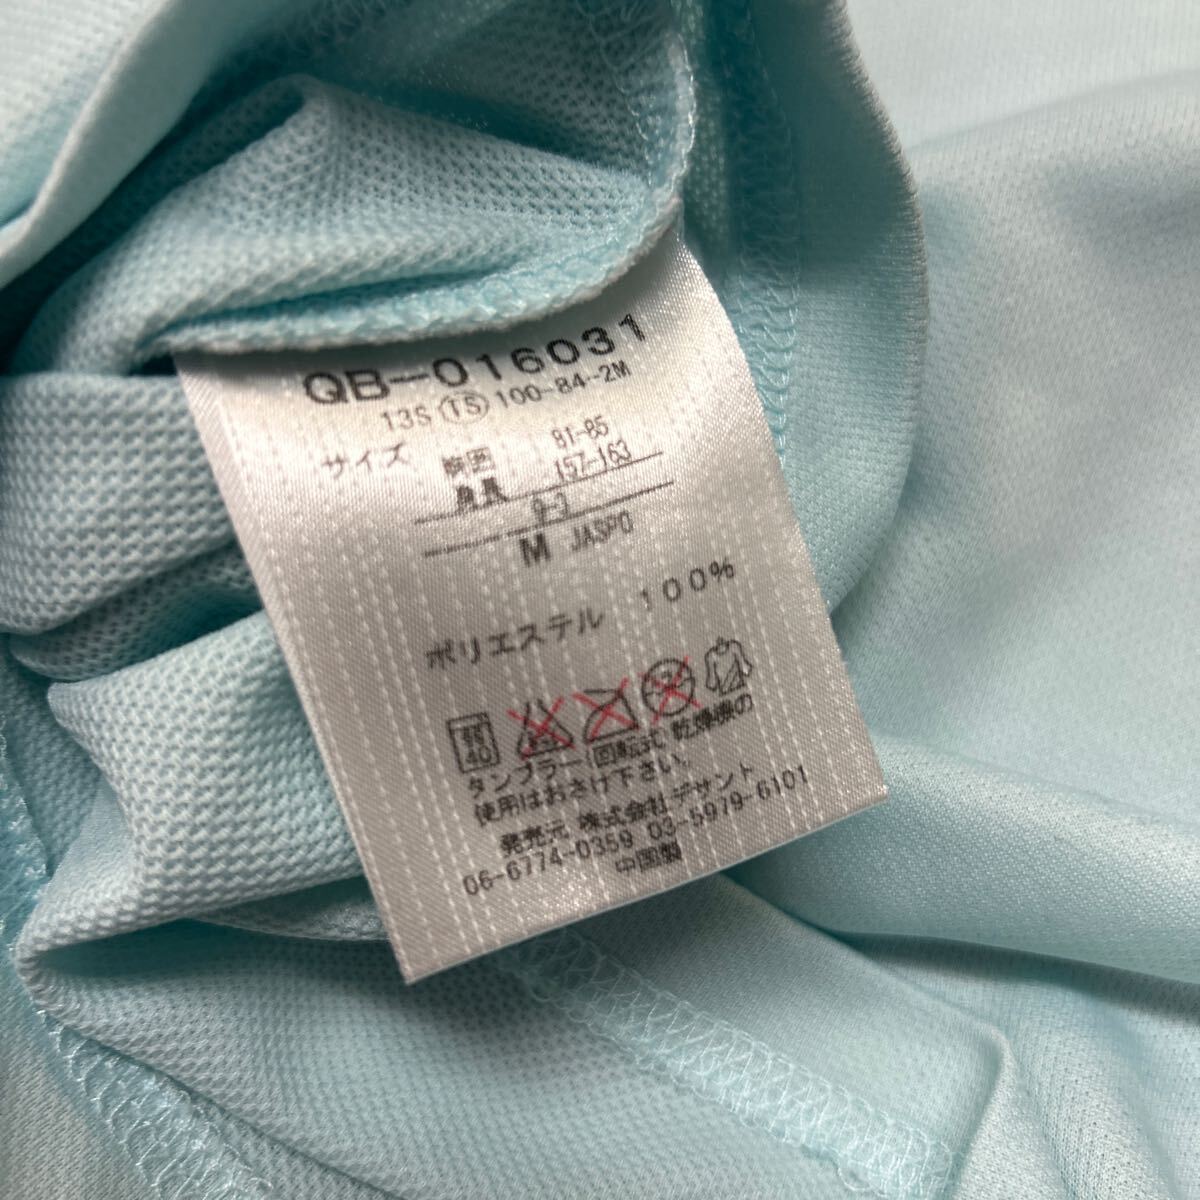 QB-016031
13S TS 100-84-2M
サイズ 胸囲 81-85
身長 157-163
M JASPO
ポリエステル 100%
40
タンブラー(回転式)乾燥機の
使用はおさけ下さい。
発売元 株式会社デサント
06-6774-0359 03-5979-6101
中国製